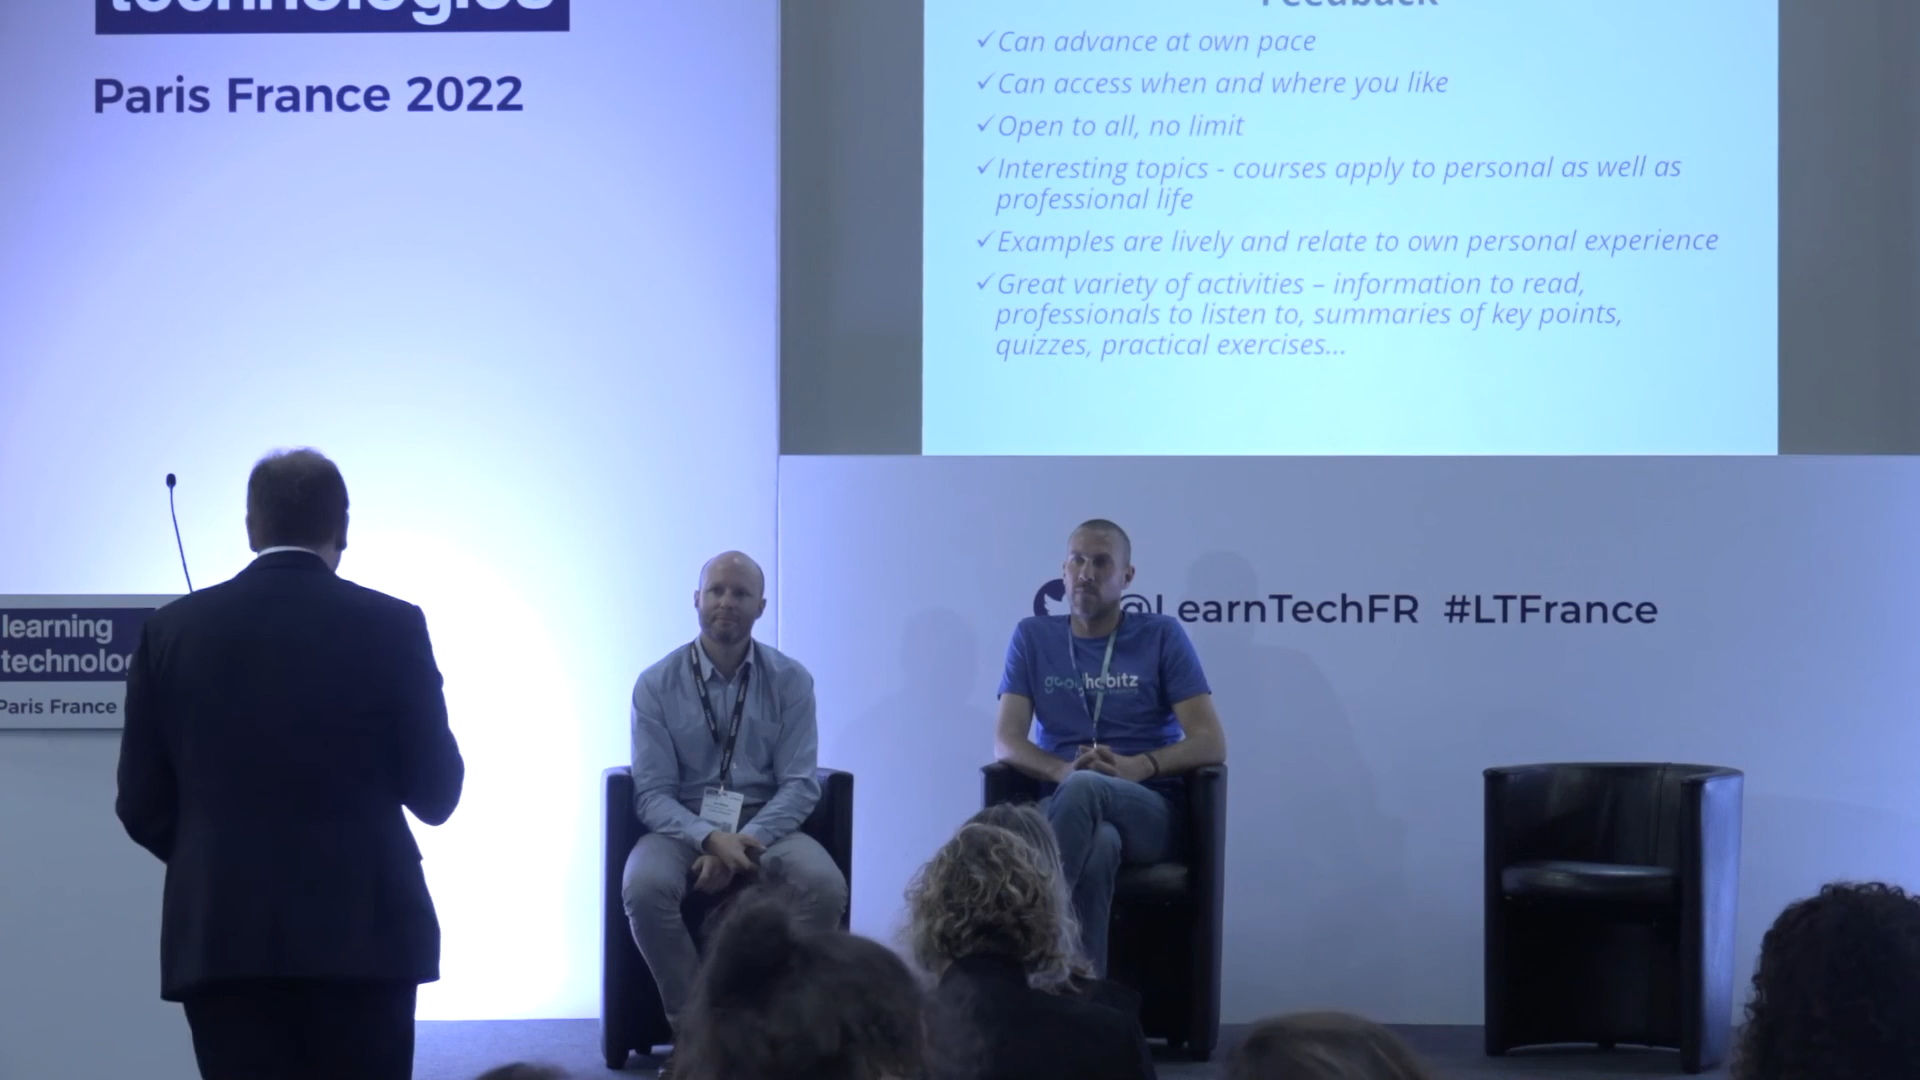 technologies
Paris France 2022
Feedback
✓Can advance at own pace
✓Can access when and where you like
✓Open to all, no limit
✓Interesting topics - courses apply to personal as well as
professional life
✓Examples are lively and relate to own personal experience
✓Great variety of activities – information to read,
professionals to listen to, summaries of key points,
quizzes, practical exercises...
@LearnTechFR #LTFrance
learning
technolo
Paris France
goodhabitz